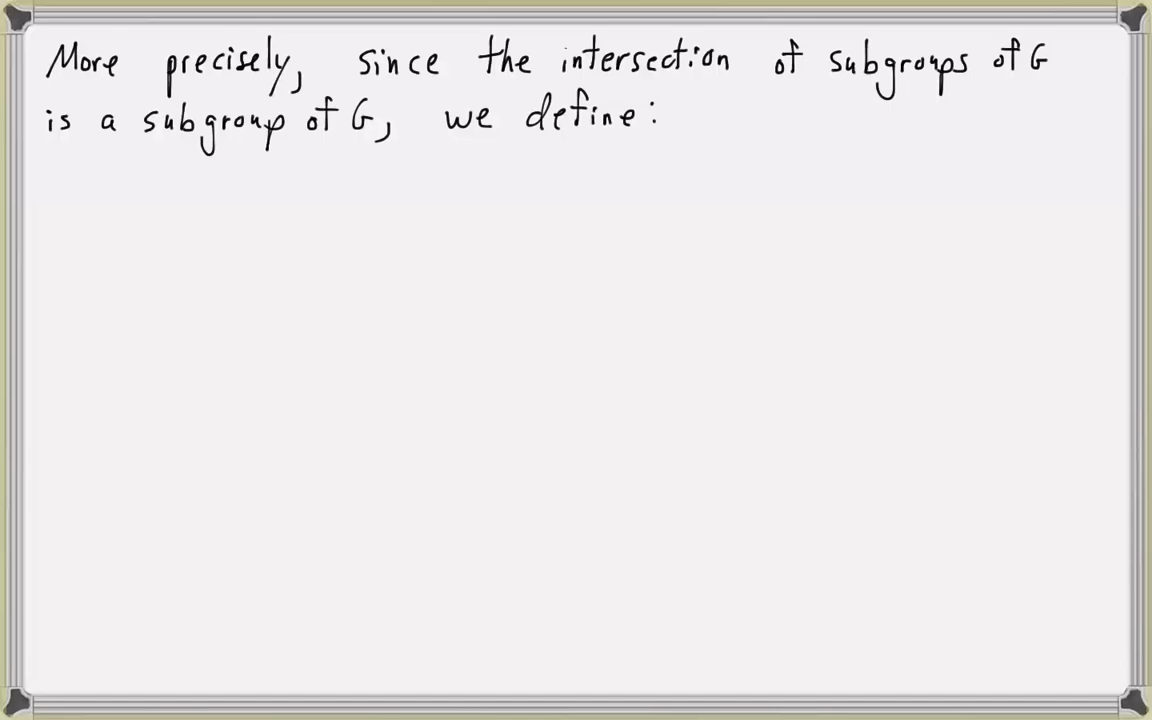 More precisely, since the intersection of subgroups of G
is a subgroup of G, we define: